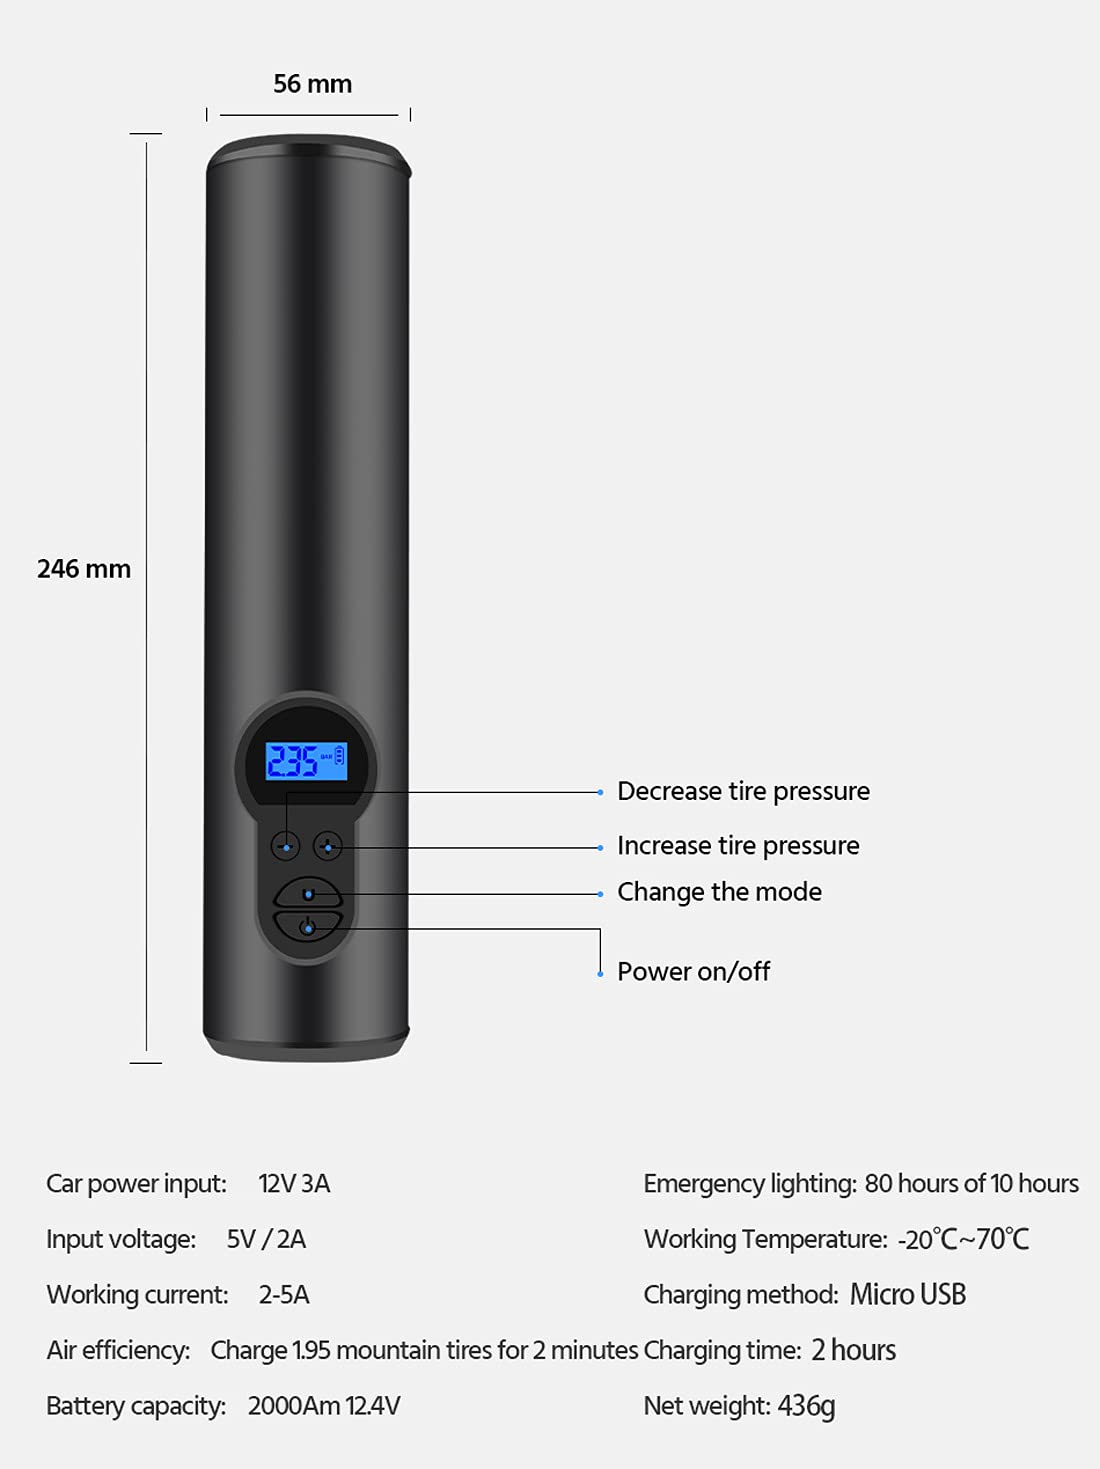 56 mm
246 mm
2.35 BAR
Decrease tire pressure
Increase tire pressure
Change the mode
Power on/off
Car power input: 12V 3A
Input voltage: 5V / 2A
Working current: 2-5A
Air efficiency: Charge 1.95 mountain tires for 2 minutes
Battery capacity: 2000Am 12.4V
Emergency lighting: 80 hours of 10 hours
Working Temperature: -20℃~70℃
Charging method: Micro USB
Charging time: 2 hours
Net weight: 436g